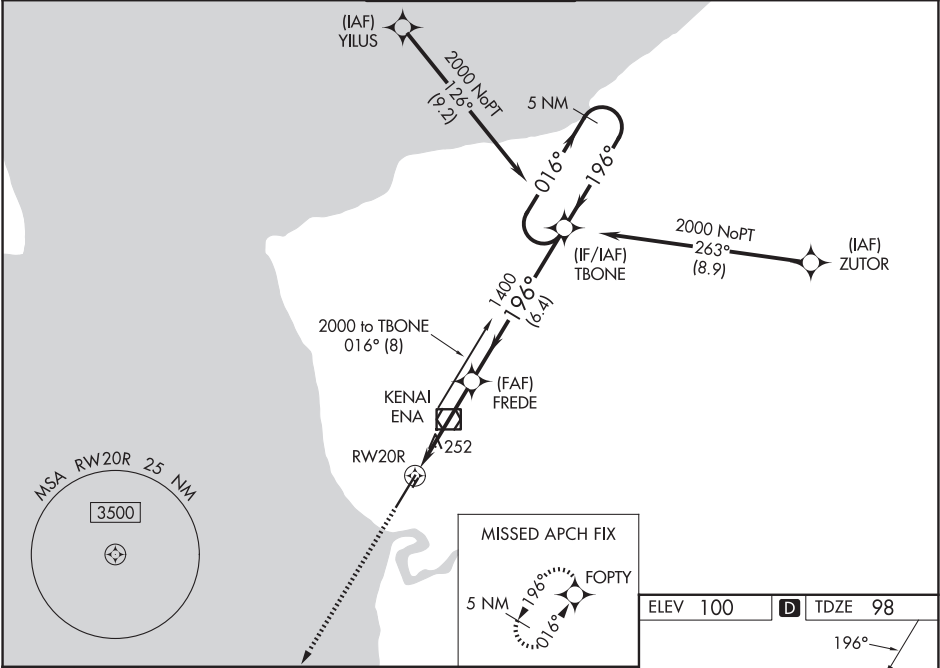 (IAF)
YILUS
2000 NoPT
126°
(9.2)
5 NM
016°
196°
2000 NoPT
263°
(8.9)
(IAF)
ZUTOR
(IF/IAF)
TBONE
1400
196°
(6.4)
2000 to TBONE
016° (8)
(FAF)
FREDE
KENAI
ENA
252
RW20R
MSA RW20R 25 NM
3500
MISSED APCH FIX
FOPTY
5 NM
196°
016°
ELEV 100 D TDZE 98
196°